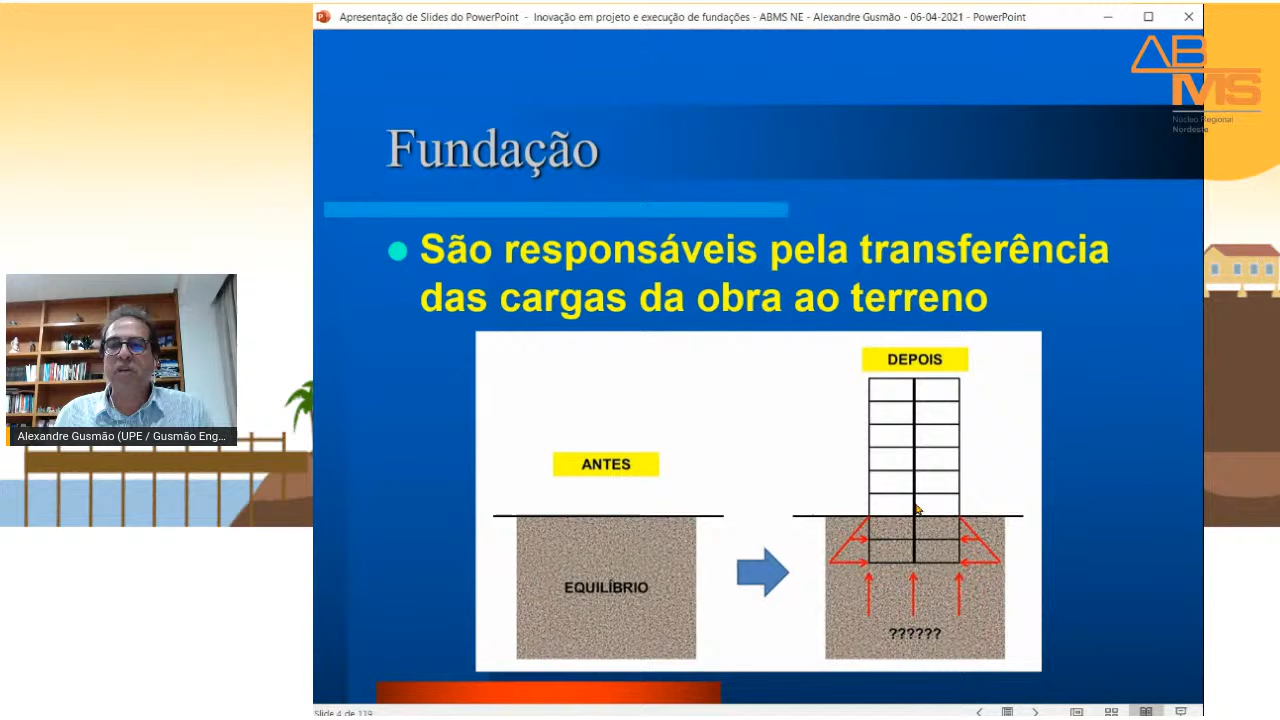 Apresentação de Slides do PowerPoint - Inovação em projeto e execução de fundações - ABMS NE - Alexandre Gusmão - 06-04-2021 - PowerPoint
ABMS
Núcleo Regional
Nordeste
Fundação
São responsáveis pela transferência
das cargas da obra ao terreno
DEPOIS
ANTES
EQUILÍBRIO
??????
Alexandre Gusmão (UPE / Gusmão Eng...
Slide 4 de 119